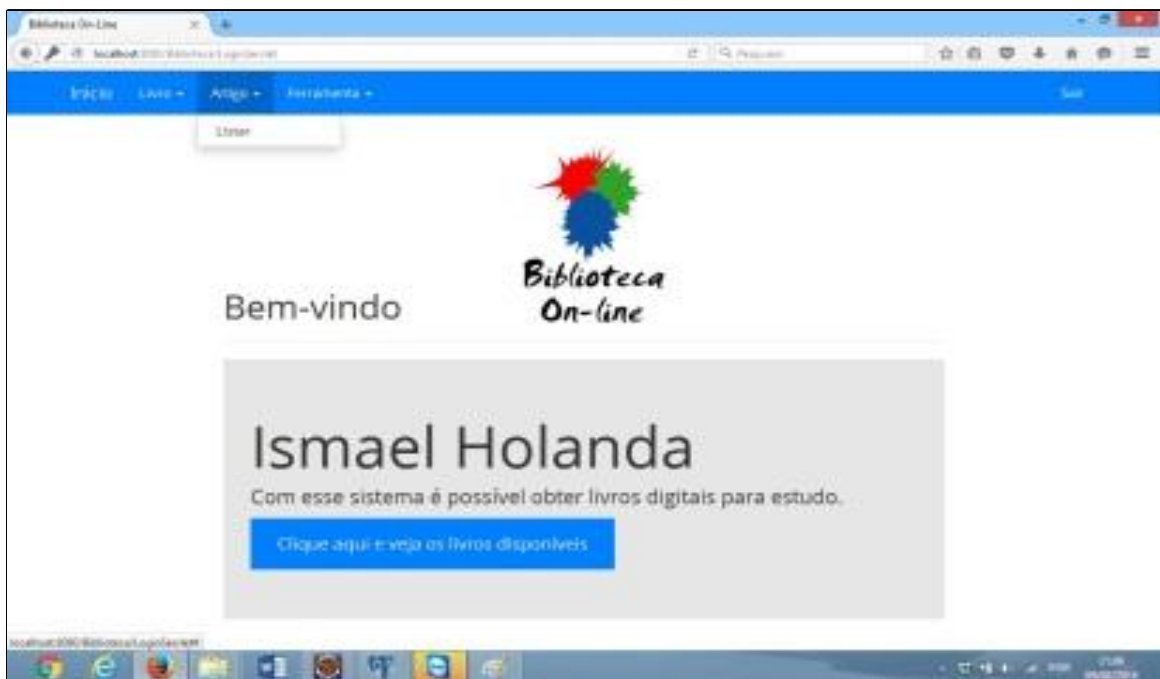 Biblioteca On-Line
Pesquisar
Início Livro Artigo Ferramenta Sair
Listar
Biblioteca
On-line
Bem-vindo
Ismael Holanda
Com esse sistema é possível obter livros digitais para estudo.
Clique aqui e veja os livros disponíveis